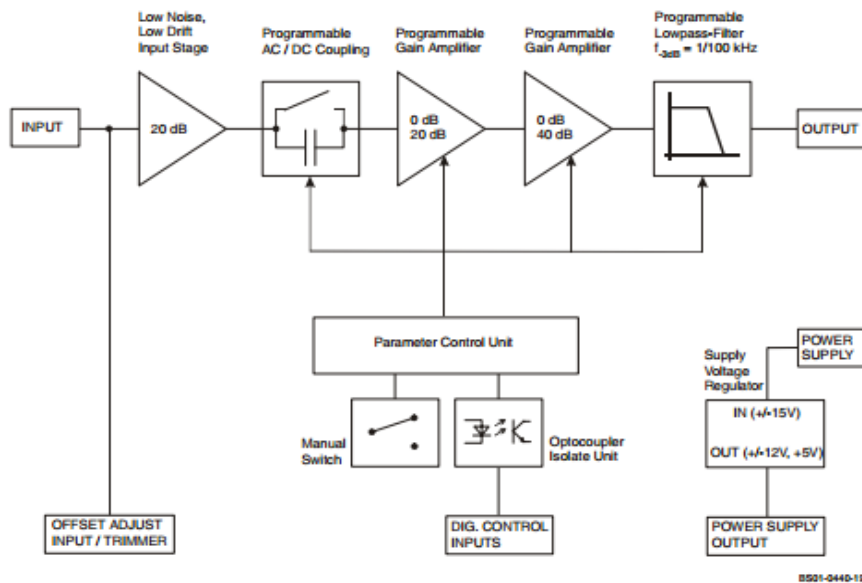 Low Noise,
Low Drift
Input Stage
Programmable
AC / DC Coupling
Programmable
Gain Amplifier
Programmable
Gain Amplifier
Programmable
Lowpass-Filter
f-3dB = 1/100 kHz
INPUT
20 dB
0 dB
20 dB
0 dB
40 dB
OUTPUT
Parameter Control Unit
Manual
Switch
Optocoupler
Isolate Unit
Supply
Voltage
Regulator
POWER
SUPPLY
IN (+/-15V)
OUT (+/-12V, +5V)
OFFSET ADJUST
INPUT / TRIMMER
DIG. CONTROL
INPUTS
POWER SUPPLY
OUTPUT